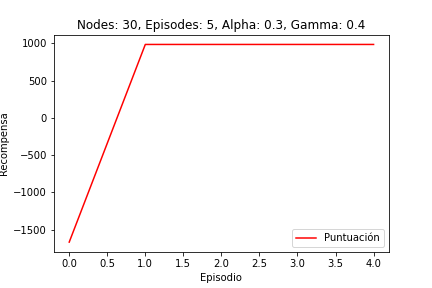 Nodes: 30, Episodes: 5, Alpha: 0.3, Gamma: 0.4
1000
500
0
−500
−1000
−1500
Recompensa
Puntuación
0.0 0.5 1.0 1.5 2.0 2.5 3.0 3.5 4.0
Episodio